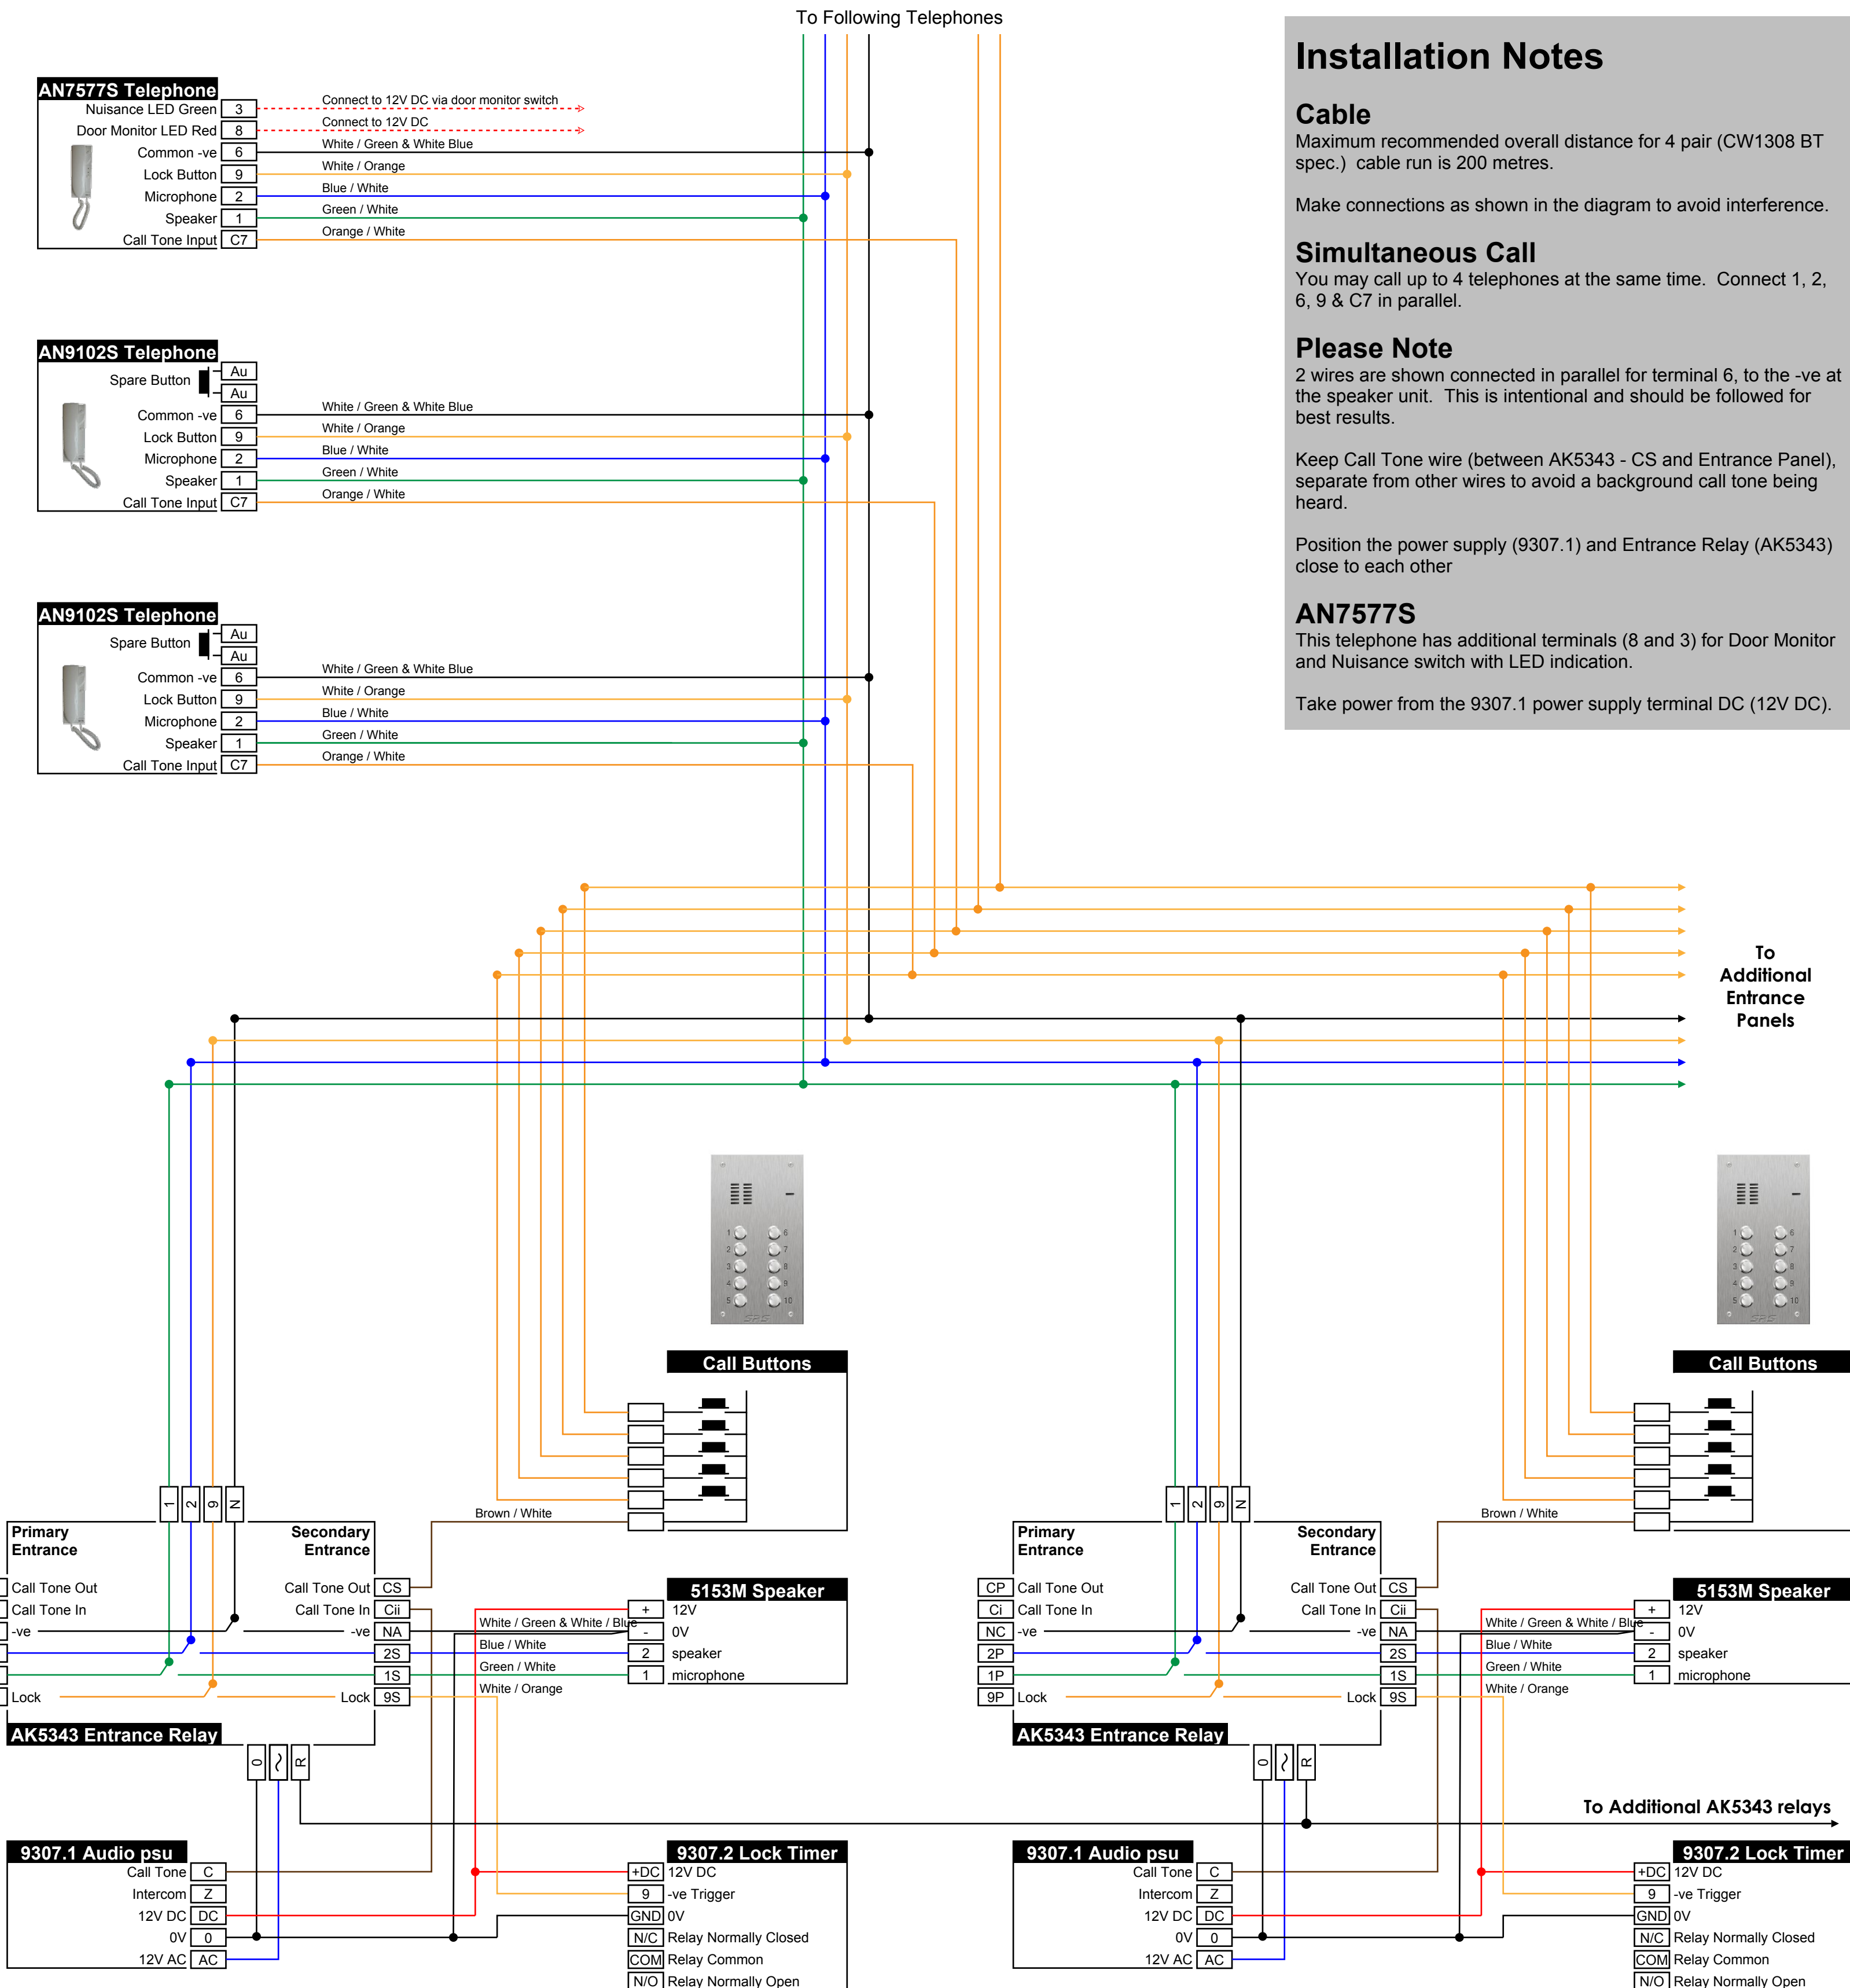 To Following Telephones
AN7577S Telephone
Nuisance LED Green 3 Connect to 12V DC via door monitor switch
Door Monitor LED Red 8 Connect to 12V DC
Common -ve 6 White / Green & White Blue
Lock Button 9 White / Orange
Microphone 2 Blue / White
Speaker 1 Green / White
Call Tone Input C7 Orange / White
AN9102S Telephone
Spare Button Au
Au
Common -ve 6 White / Green & White Blue
Lock Button 9 White / Orange
Microphone 2 Blue / White
Speaker 1 Green / White
Call Tone Input C7 Orange / White
AN9102S Telephone
Spare Button Au
Au
Common -ve 6 White / Green & White Blue
Lock Button 9 White / Orange
Microphone 2 Blue / White
Speaker 1 Green / White
Call Tone Input C7 Orange / White
Installation Notes
Cable
Maximum recommended overall distance for 4 pair (CW1308 BT
spec.) cable run is 200 metres.
Make connections as shown in the diagram to avoid interference.
Simultaneous Call
You may call up to 4 telephones at the same time. Connect 1, 2,
6, 9 & C7 in parallel.
Please Note
2 wires are shown connected in parallel for terminal 6, to the -ve at
the speaker unit. This is intentional and should be followed for
best results.
Keep Call Tone wire (between AK5343 - CS and Entrance Panel),
separate from other wires to avoid a background call tone being
heard.
Position the power supply (9307.1) and Entrance Relay (AK5343)
close to each other
AN7577S
This telephone has additional terminals (8 and 3) for Door Monitor
and Nuisance switch with LED indication.
Take power from the 9307.1 power supply terminal DC (12V DC).
To
Additional
Entrance
Panels
1 6
2 7
3 8
4 9
5 10
SPS
Call Buttons
Brown / White
1 2 9 N
Primary
Entrance
Secondary
Entrance
Call Tone Out Call Tone Out CS
Call Tone In Call Tone In Cii
-ve -ve NA White / Green & White / Blue
2S Blue / White
1S Green / White
Lock Lock 9S White / Orange
AK5343 Entrance Relay
0 ~ R
5153M Speaker
+ 12V
- 0V
2 speaker
1 microphone
9307.1 Audio psu
Call Tone C
Intercom Z
12V DC DC
0V 0
12V AC AC
9307.2 Lock Timer
+DC 12V DC
9 -ve Trigger
GND 0V
N/C Relay Normally Closed
COM Relay Common
N/O Relay Normally Open
1 6
2 7
3 8
4 9
5 10
SPS
Call Buttons
Brown / White
1 2 9 N
Primary
Entrance
Secondary
Entrance
CP Call Tone Out Call Tone Out CS
Ci Call Tone In Call Tone In Cii
NC -ve -ve NA White / Green & White / Blue
2P 2S Blue / White
1P 1S Green / White
9P Lock Lock 9S White / Orange
AK5343 Entrance Relay
0 ~ R
5153M Speaker
+ 12V
- 0V
2 speaker
1 microphone
To Additional AK5343 relays
9307.1 Audio psu
Call Tone C
Intercom Z
12V DC DC
0V 0
12V AC AC
9307.2 Lock Timer
+DC 12V DC
9 -ve Trigger
GND 0V
N/C Relay Normally Closed
COM Relay Common
N/O Relay Normally Open